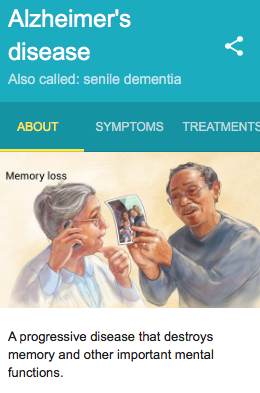 Alzheimer's
disease
Also called: senile dementia
ABOUT SYMPTOMS TREATMENTS
Memory loss
A progressive disease that destroys
memory and other important mental
functions.